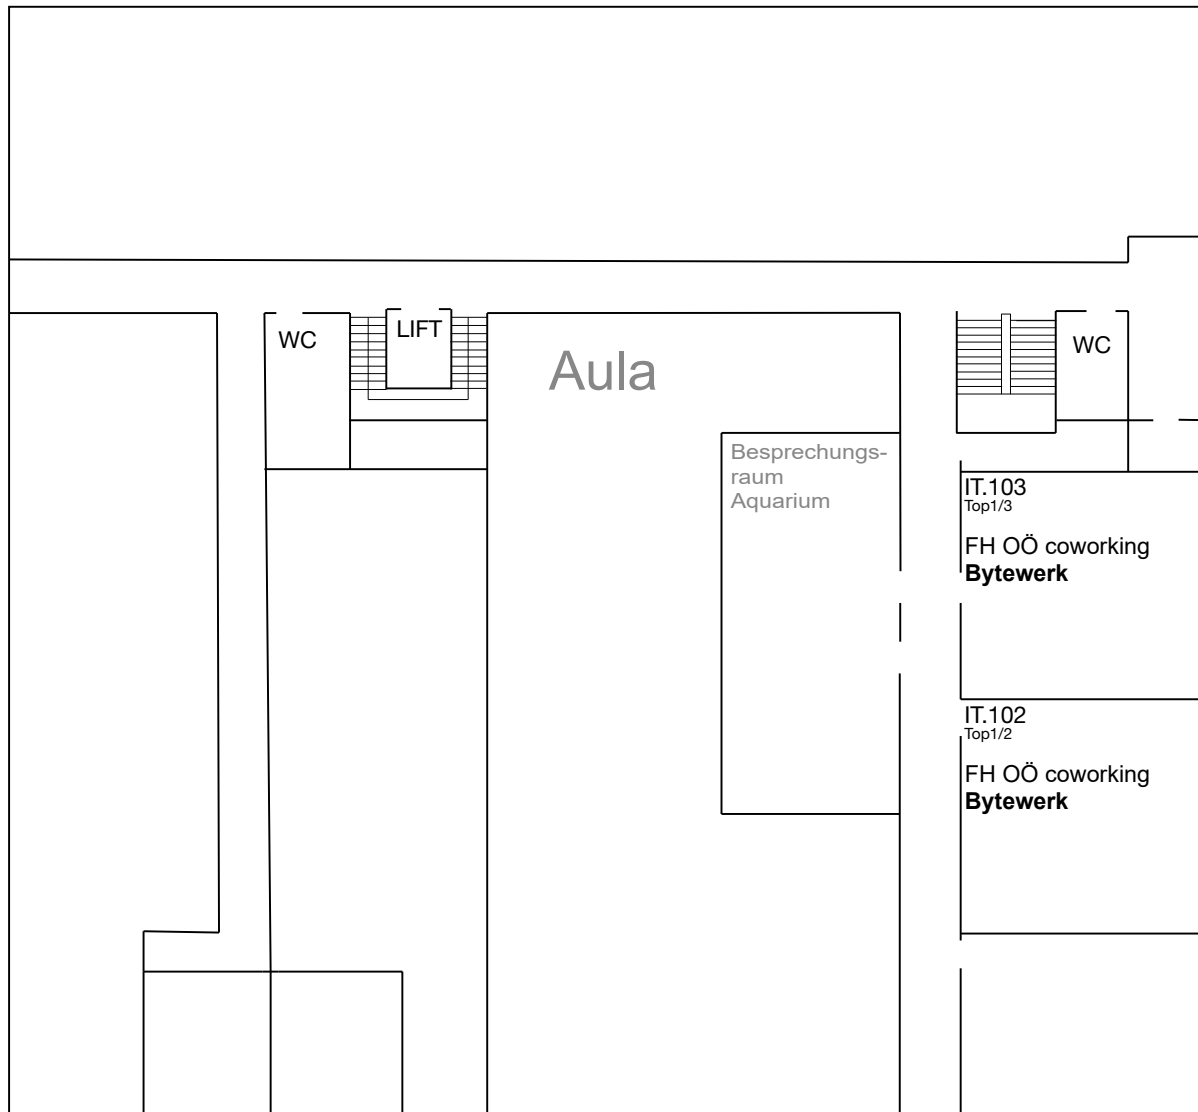 WC
LIFT
Aula
WC
Besprechungs-
raum
Aquarium
IT.103
Top1/3
FH OÖ coworking
Bytewerk
IT.102
Top1/2
FH OÖ coworking
Bytewerk